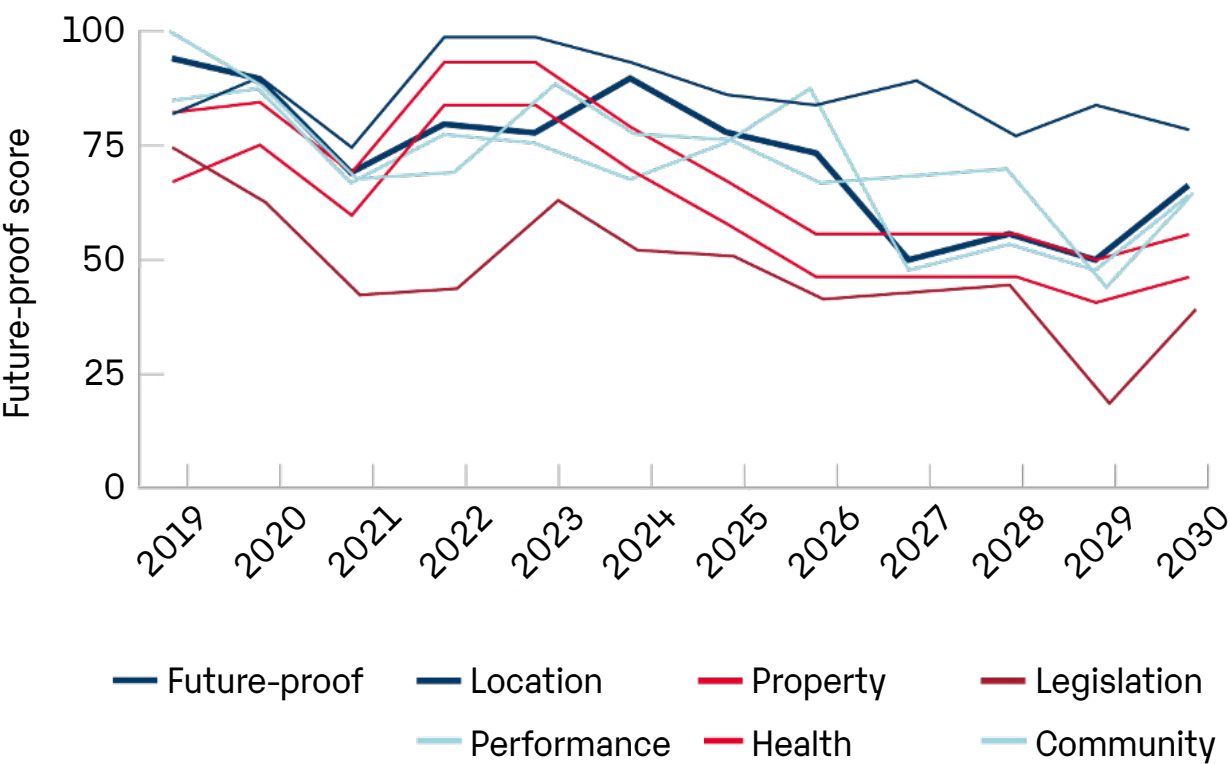 Future-proof score
100
75
50
25
0
2019 2020 2021 2022 2023 2024 2025 2026 2027 2028 2029 2030
Future-proof Location Property Legislation
Performance Health Community